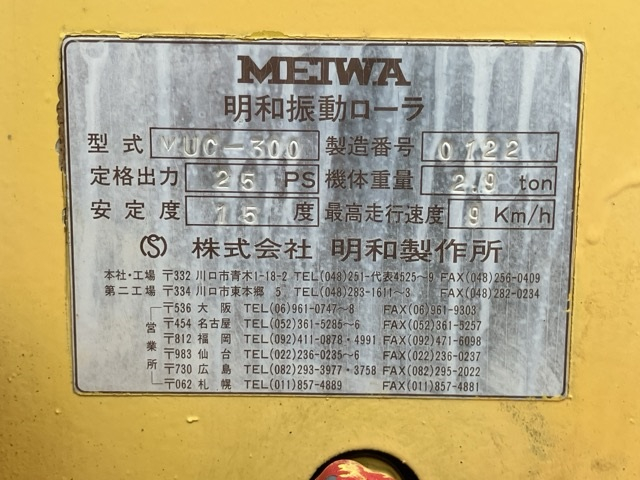 MEIWA
明和振動ローラ
型式 MUC-300 製造番号 0122
定格出力 25 PS 機体重量 2.9 ton
安定度 15 度 最高走行速度 9 Km/h
(S) 株式会社 明和製作所
本社・工場 〒332 川口市青木1-18-2 TEL(048)251-代表4525~9 FAX(048)256-0409
第二工場 〒334 川口市東本郷 5 TEL(048)283-1611~3 FAX(048)282-0234
営業所
〒536 大阪 TEL(06)961-0747~8 FAX(06)961-9303
〒454 名古屋 TEL(052)361-5285~6 FAX(052)361-5257
〒812 福岡 TEL(092)411-0878・4991 FAX(092)471-6098
〒983 仙台 TEL(022)236-0235~6 FAX(022)236-0237
〒730 広島 TEL(082)293-3977・3758 FAX(082)295-2022
〒062 札幌 TEL(011)857-4889 FAX(011)857-4881